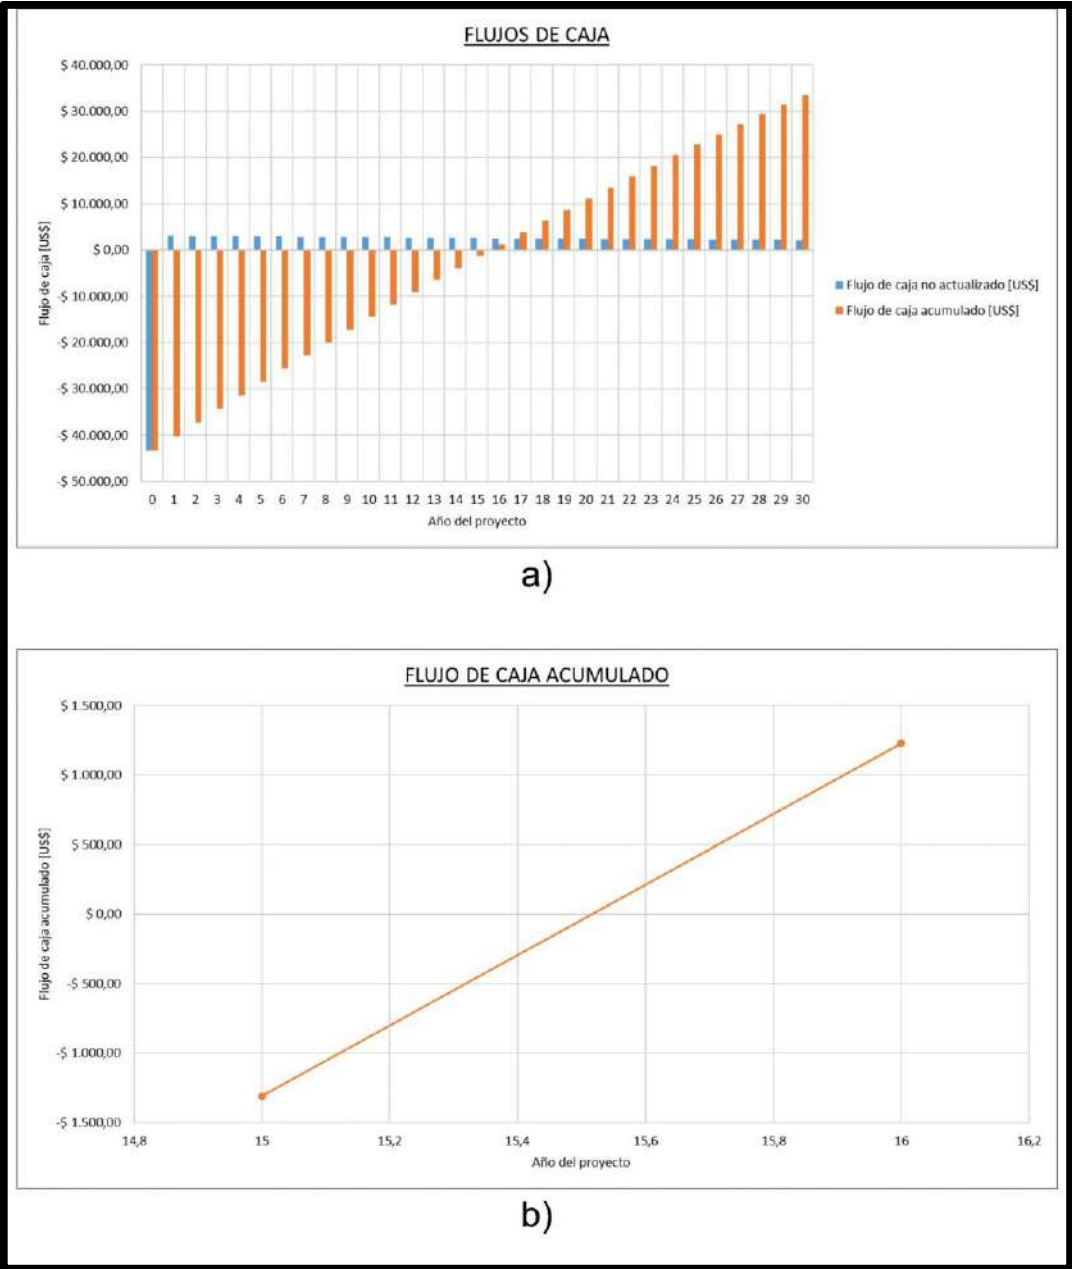 FLUJOS DE CAJA
$ 40.000,00
$ 30.000,00
$ 20.000,00
$ 10.000,00
$ 0,00
-$ 10.000,00
-$ 20.000,00
-$ 30.000,00
-$ 40.000,00
-$ 50.000,00
Flujo de caja [US$]
0 1 2 3 4 5 6 7 8 9 10 11 12 13 14 15 16 17 18 19 20 21 22 23 24 25 26 27 28 29 30
Año del proyecto
Flujo de caja no actualizado [US$]
Flujo de caja acumulado [US$]
a)
FLUJO DE CAJA ACUMULADO
$ 1.500,00
$ 1.000,00
$ 500,00
$ 0,00
-$ 500,00
-$ 1.000,00
-$ 1.500,00
Flujo de caja acumulado [US$]
14,8 15 15,2 15,4 15,6 15,8 16 16,2
Año del proyecto
b)